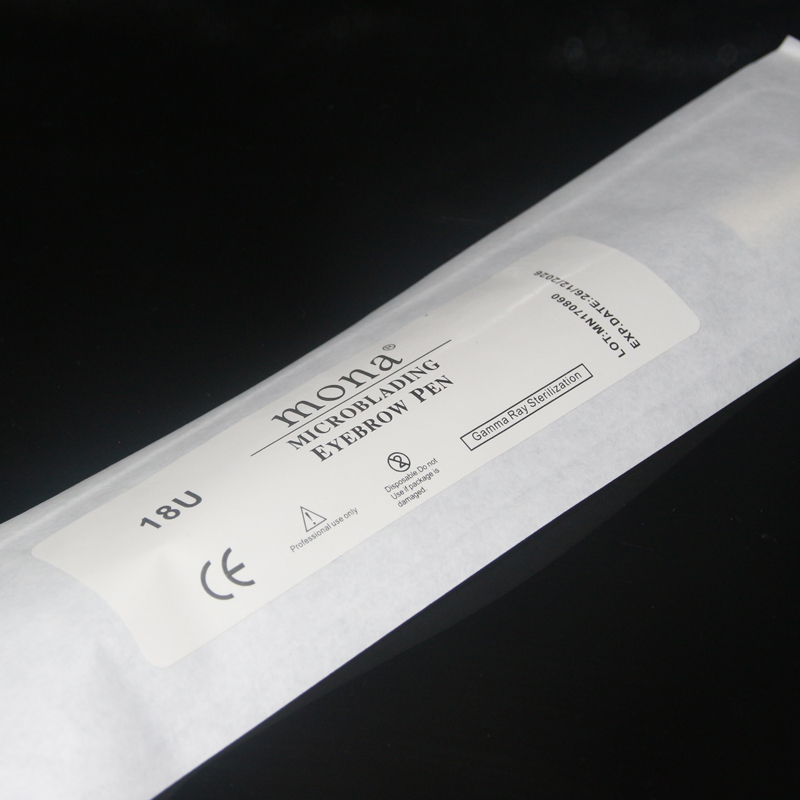 mona®
MICROBLADING
EYEBROW PEN
18U
Professional use only
Disposable.Do not
Use if package is
damaged.
Gamma Ray Sterilization
LOT:MN170860
EXP.DATE:26/12/2026
CE